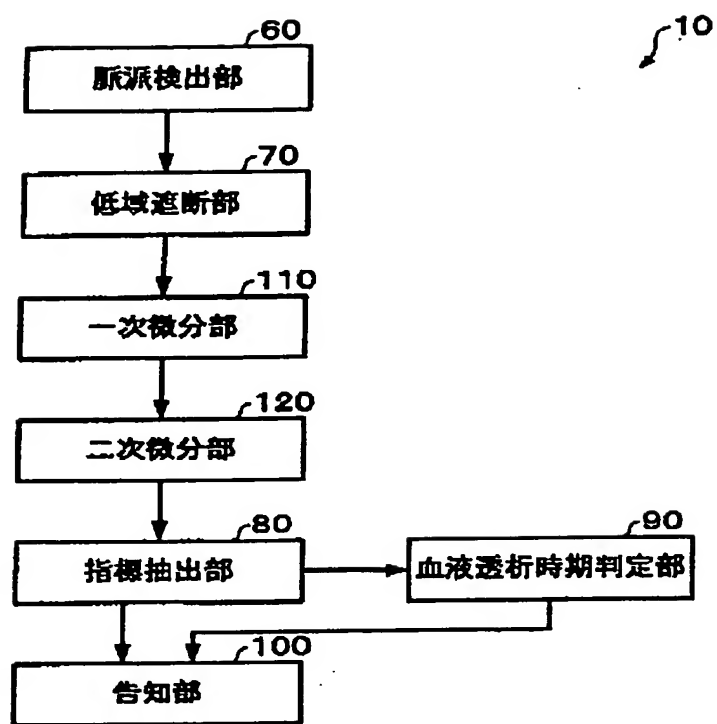 60
10
脈派検出部
70
低域遮断部
110
一次微分部
120
二次微分部
80
90
指標抽出部
血液透析時期判定部
100
告知部